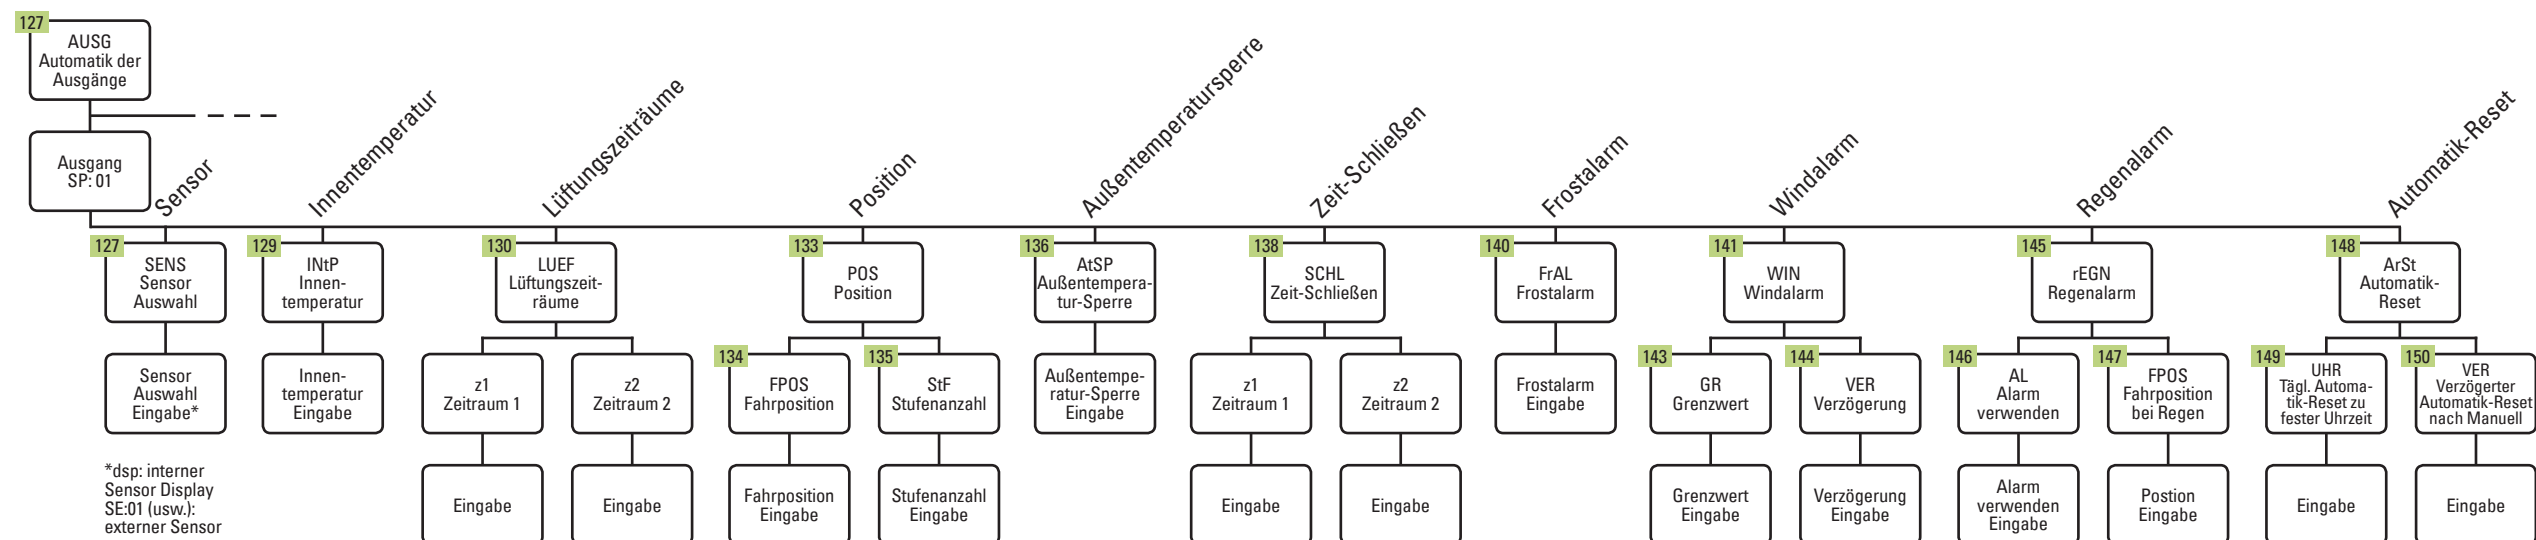 127
AUSG
Automatik der
Ausgänge
Ausgang
SP: 01
Sensor
Innentemperatur
Lüftungszeiträume
Position
Außentemperatursperre
Zeit-Schließen
Frostalarm
Windalarm
Regenalarm
Automatik-Reset
127
SENS
Sensor
Auswahl
129
INtP
Innen-
temperatur
130
LUEF
Lüftungszeit-
räume
133
POS
Position
136
AtSP
Außentempera-
tur-Sperre
138
SCHL
Zeit-Schließen
140
FrAL
Frostalarm
141
WIN
Windalarm
145
rEGN
Regenalarm
148
ArSt
Automatik-
Reset
Sensor
Auswahl
Eingabe*
Innen-
temperatur
Eingabe
z1
Zeitraum 1
z2
Zeitraum 2
134
FPOS
Fahrposition
135
StF
Stufenanzahl
Außentempe-
ratur-Sperre
Eingabe
z1
Zeitraum 1
z2
Zeitraum 2
Frostalarm
Eingabe
143
GR
Grenzwert
144
VER
Verzögerung
146
AL
Alarm
verwenden
147
FPOS
Fahrposition
bei Regen
149
UHR
Tägl. Automa-
tik-Reset zu
fester Uhrzeit
150
VER
Verzögerter
Automatik-Reset
nach Manuell
*dsp: interner
Sensor Display
SE:01 (usw.):
externer Sensor
Eingabe
Eingabe
Fahrposition
Eingabe
Stufenanzahl
Eingabe
Eingabe
Eingabe
Grenzwert
Eingabe
Verzögerung
Eingabe
Alarm
verwenden
Eingabe
Postion
Eingabe
Eingabe
Eingabe